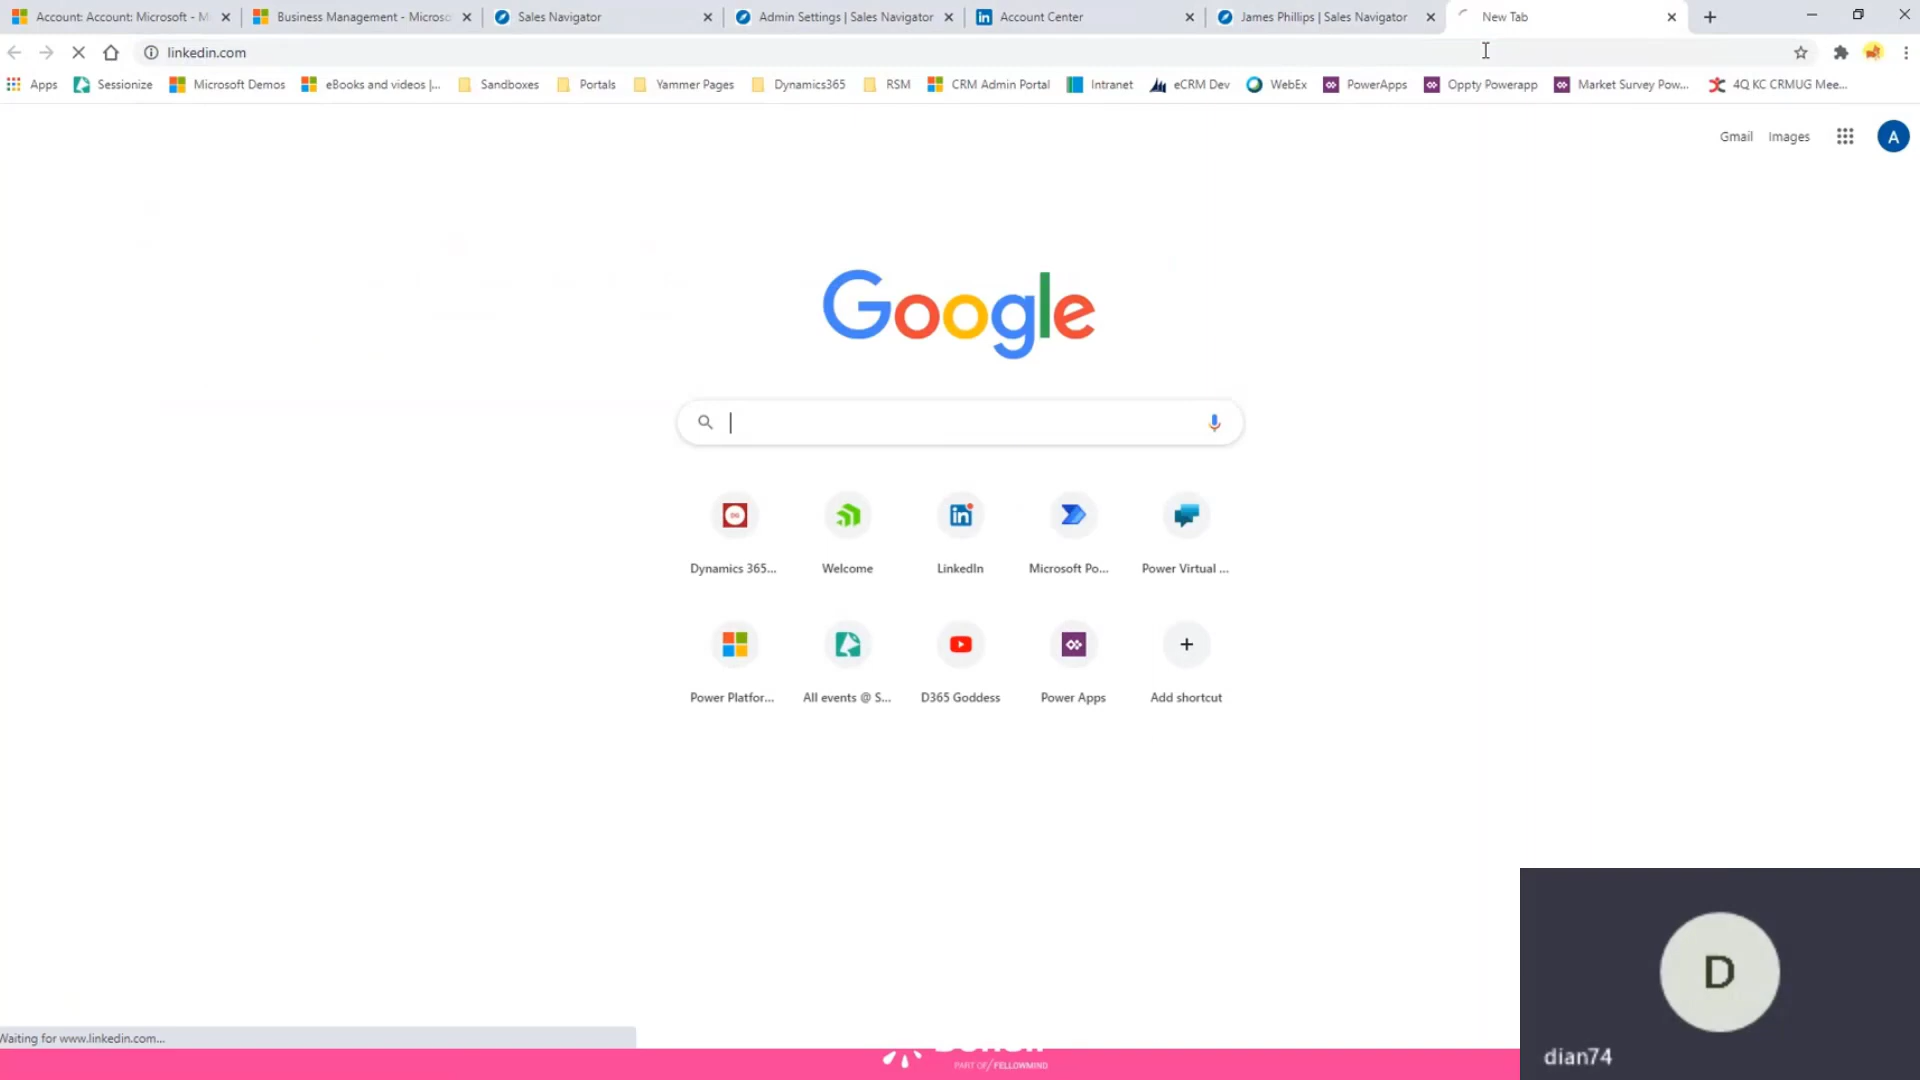 Account: Account: Microsoft - M
Business Management - Microso
Sales Navigator
Admin Settings | Sales Navigator
in Account Center
James Phillips | Sales Navigator
New Tab
linkedin.com
Apps
Sessionize
Microsoft Demos
eBooks and videos |...
Sandboxes
Portals
Yammer Pages
Dynamics365
RSM
CRM Admin Portal
Intranet
eCRM Dev
WebEx
PowerApps
Oppty Powerapp
Market Survey Pow...
4Q KC CRMUG Mee...
Gmail
Images
A
Google
in
Dynamics 365...
Welcome
LinkedIn
Microsoft Po...
Power Virtual ...
Power Platfor...
All events @ S...
D365 Goddess
Power Apps
Add shortcut
Waiting for www.linkedin.com...
PART OF/FELLOWMIND
D
dian74